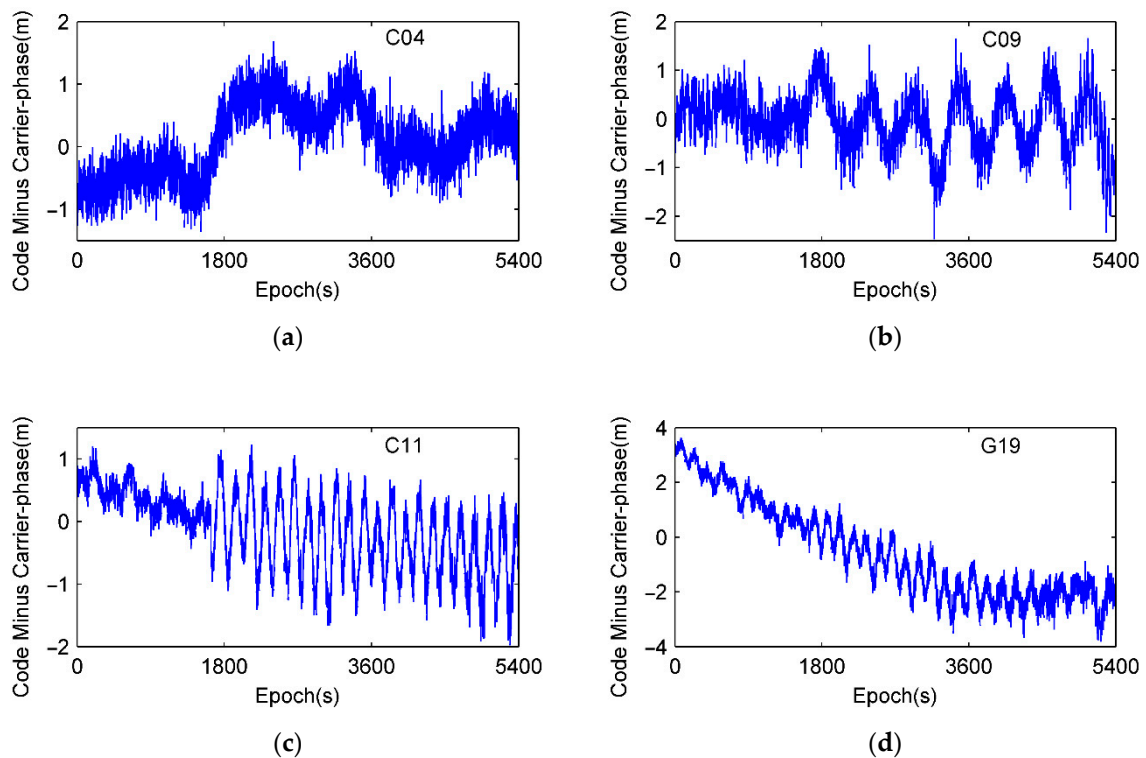 C04
Code Minus Carrier-phase(m)
2
1
0
-1
0 1800 3600 5400
Epoch(s)
(a)
C09
Code Minus Carrier-phase(m)
2
1
0
-1
-2
0 1800 3600 5400
Epoch(s)
(b)
C11
Code Minus Carrier-phase(m)
1
0
-1
-2
0 1800 3600 5400
Epoch(s)
(c)
G19
Code Minus Carrier-phase(m)
4
2
0
-2
-4
0 1800 3600 5400
Epoch(s)
(d)